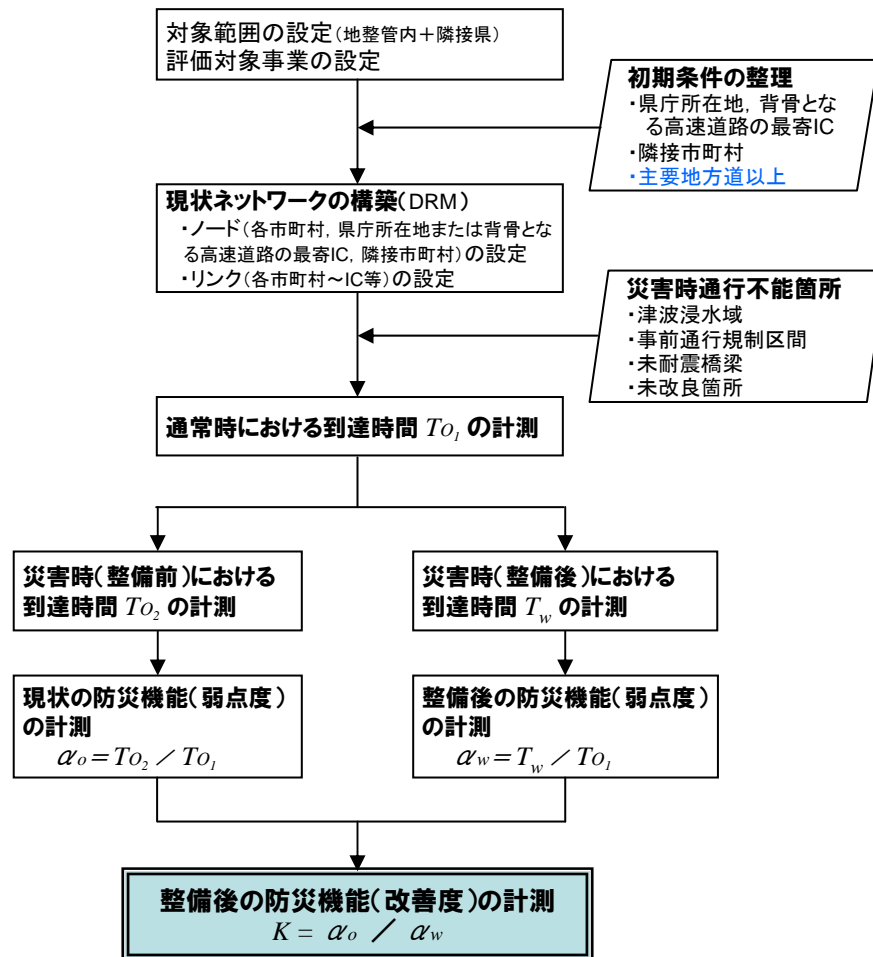 対象範囲の設定(地整管内＋隣接県)
評価対象事業の設定
初期条件の整理
・県庁所在地，背骨とな
る高速道路の最寄IC
・隣接市町村
・主要地方道以上
現状ネットワークの構築(DRM)
・ノード(各市町村，県庁所在地または背骨とな
る高速道路の最寄IC，隣接市町村)の設定
・リンク(各市町村～IC等)の設定
災害時通行不能箇所
・津波浸水域
・事前通行規制区間
・未耐震橋梁
・未改良箇所
通常時における到達時間 To₁ の計測
災害時(整備前)における
到達時間 To₂ の計測
災害時(整備後)における
到達時間 T_w の計測
現状の防災機能(弱点度)
の計測
αo＝To₂ ／ To₁
整備後の防災機能(弱点度)
の計測
αw＝T_w ／ To₁
整備後の防災機能(改善度)の計測
K = αo ／ αw